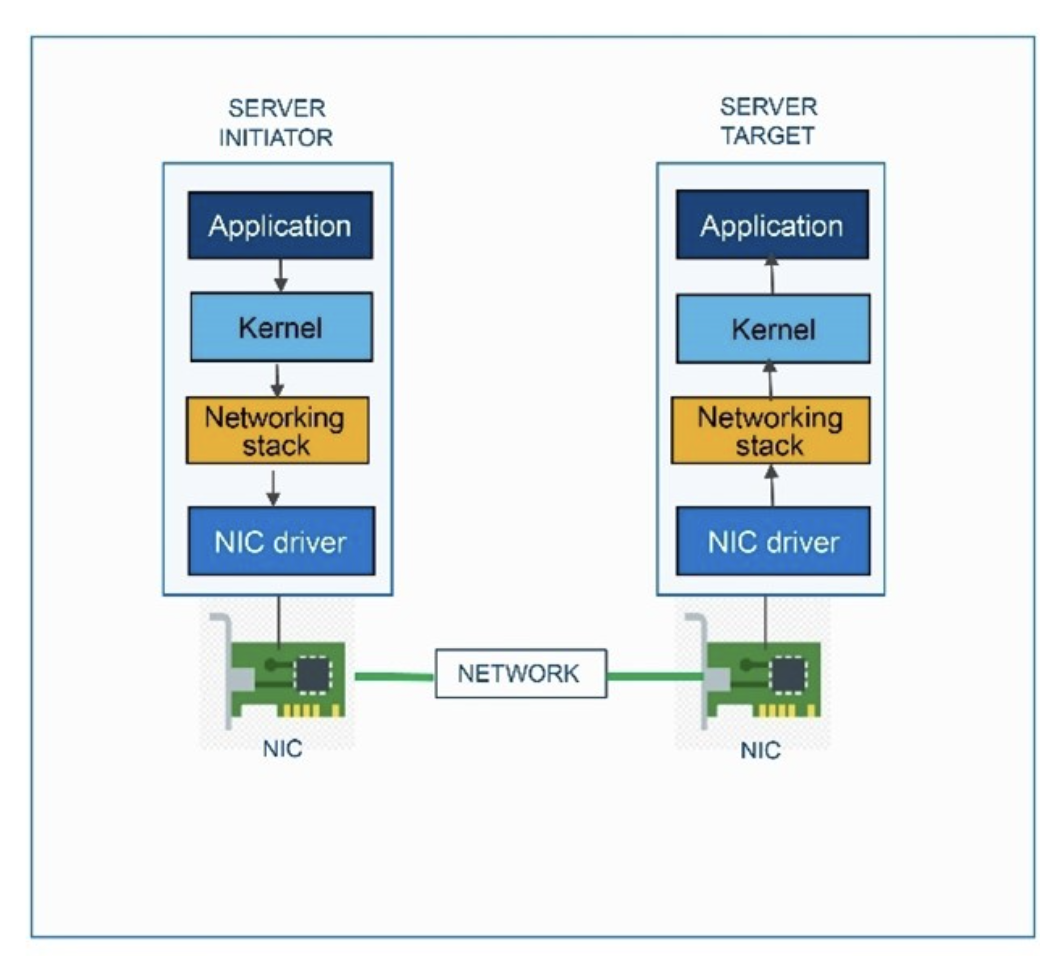 SERVER
INITIATOR
Application
Kernel
Networking
stack
NIC driver
NIC
SERVER
TARGET
Application
Kernel
Networking
stack
NIC driver
NIC
NETWORK